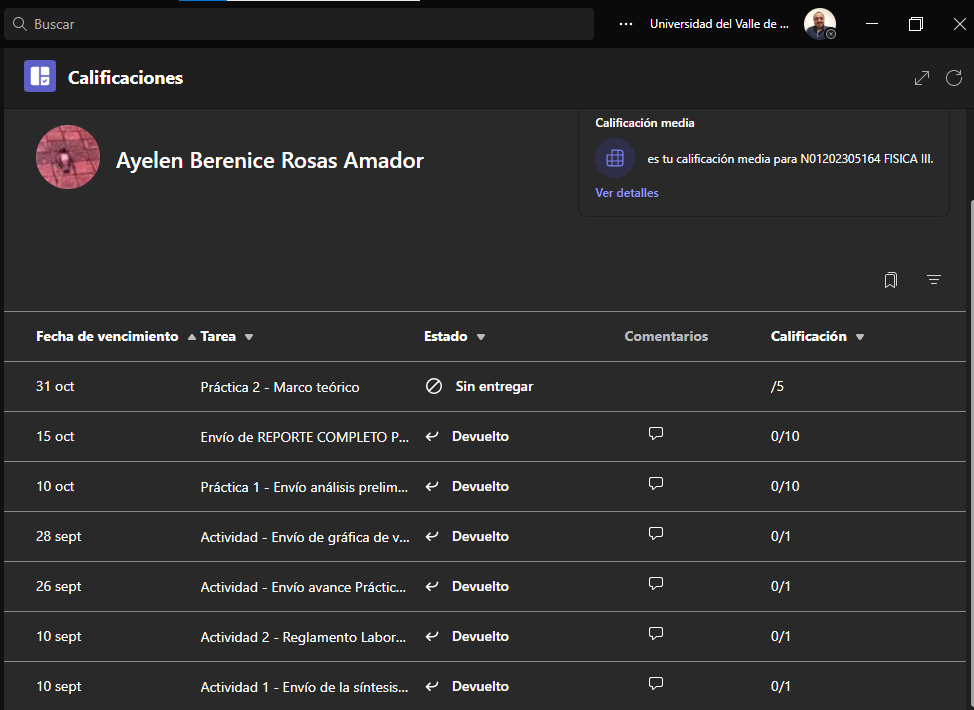 Buscar
··· Universidad del Valle de ...
Calificaciones
Calificación media
Ayelen Berenice Rosas Amador
es tu calificación media para N01202305164 FISICA III.
Ver detalles
Fecha de vencimiento Tarea Estado Comentarios Calificación
31 oct Práctica 2 - Marco teórico Sin entregar /5
15 oct Envío de REPORTE COMPLETO P... Devuelto 0/10
10 oct Práctica 1 - Envío análisis prelim... Devuelto 0/10
28 sept Actividad - Envío de gráfica de v... Devuelto 0/1
26 sept Actividad - Envío avance Práctic... Devuelto 0/1
10 sept Actividad 2 - Reglamento Labor... Devuelto 0/1
10 sept Actividad 1 - Envío de la síntesis... Devuelto 0/1